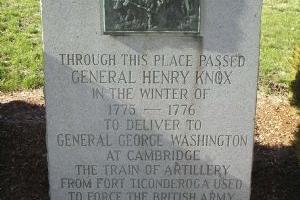 THROUGH THIS PLACE PASSED
GENERAL HENRY KNOX
IN THE WINTER OF
1775 — 1776
TO DELIVER TO
GENERAL GEORGE WASHINGTON
AT CAMBRIDGE
THE TRAIN OF ARTILLERY
FROM FORT TICONDEROGA USED
TO FORCE THE BRITISH ARMY